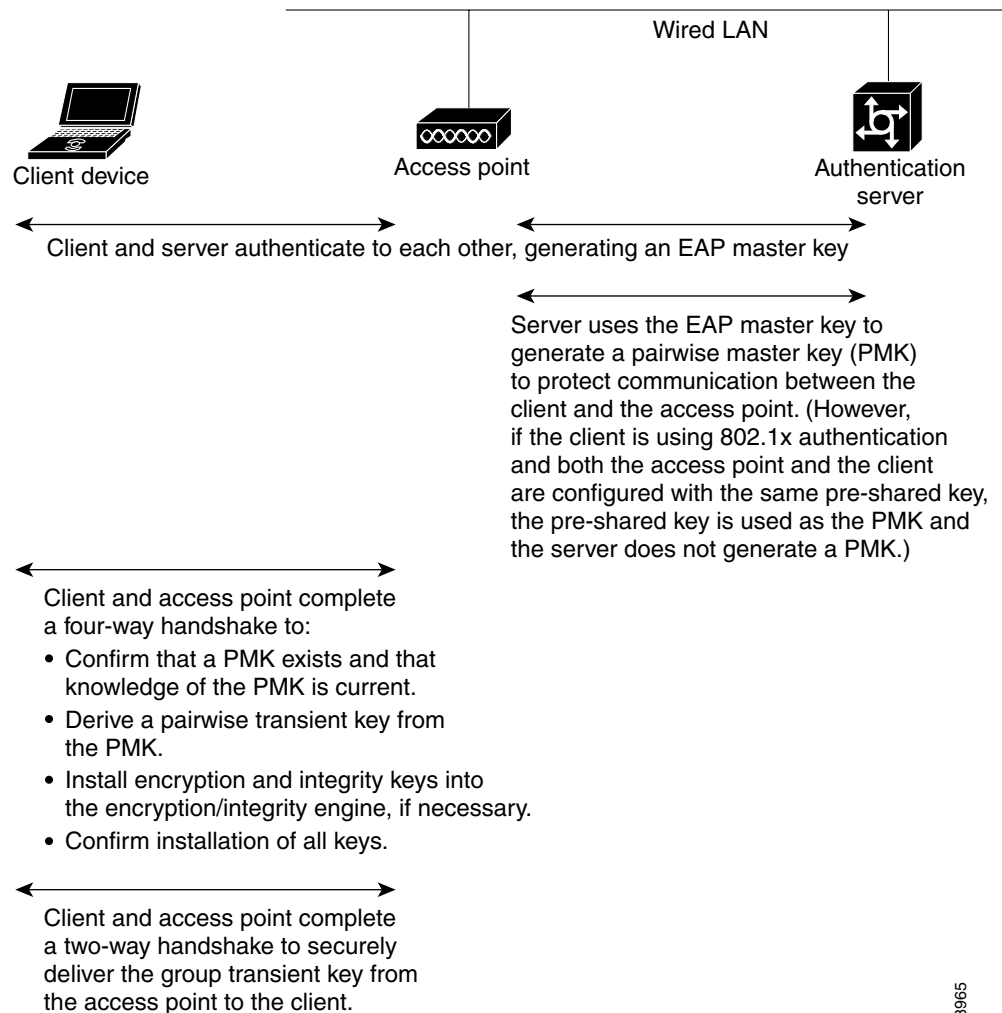 Wired LAN
Client device
Access point
Authentication
server
Client and server authenticate to each other, generating an EAP master key
Server uses the EAP master key to
generate a pairwise master key (PMK)
to protect communication between the
client and the access point. (However,
if the client is using 802.1x authentication
and both the access point and the client
are configured with the same pre-shared key,
the pre-shared key is used as the PMK and
the server does not generate a PMK.)
Client and access point complete
a four-way handshake to:
• Confirm that a PMK exists and that
knowledge of the PMK is current.
• Derive a pairwise transient key from
the PMK.
• Install encryption and integrity keys into
the encryption/integrity engine, if necessary.
• Confirm installation of all keys.
Client and access point complete
a two-way handshake to securely
deliver the group transient key from
the access point to the client.